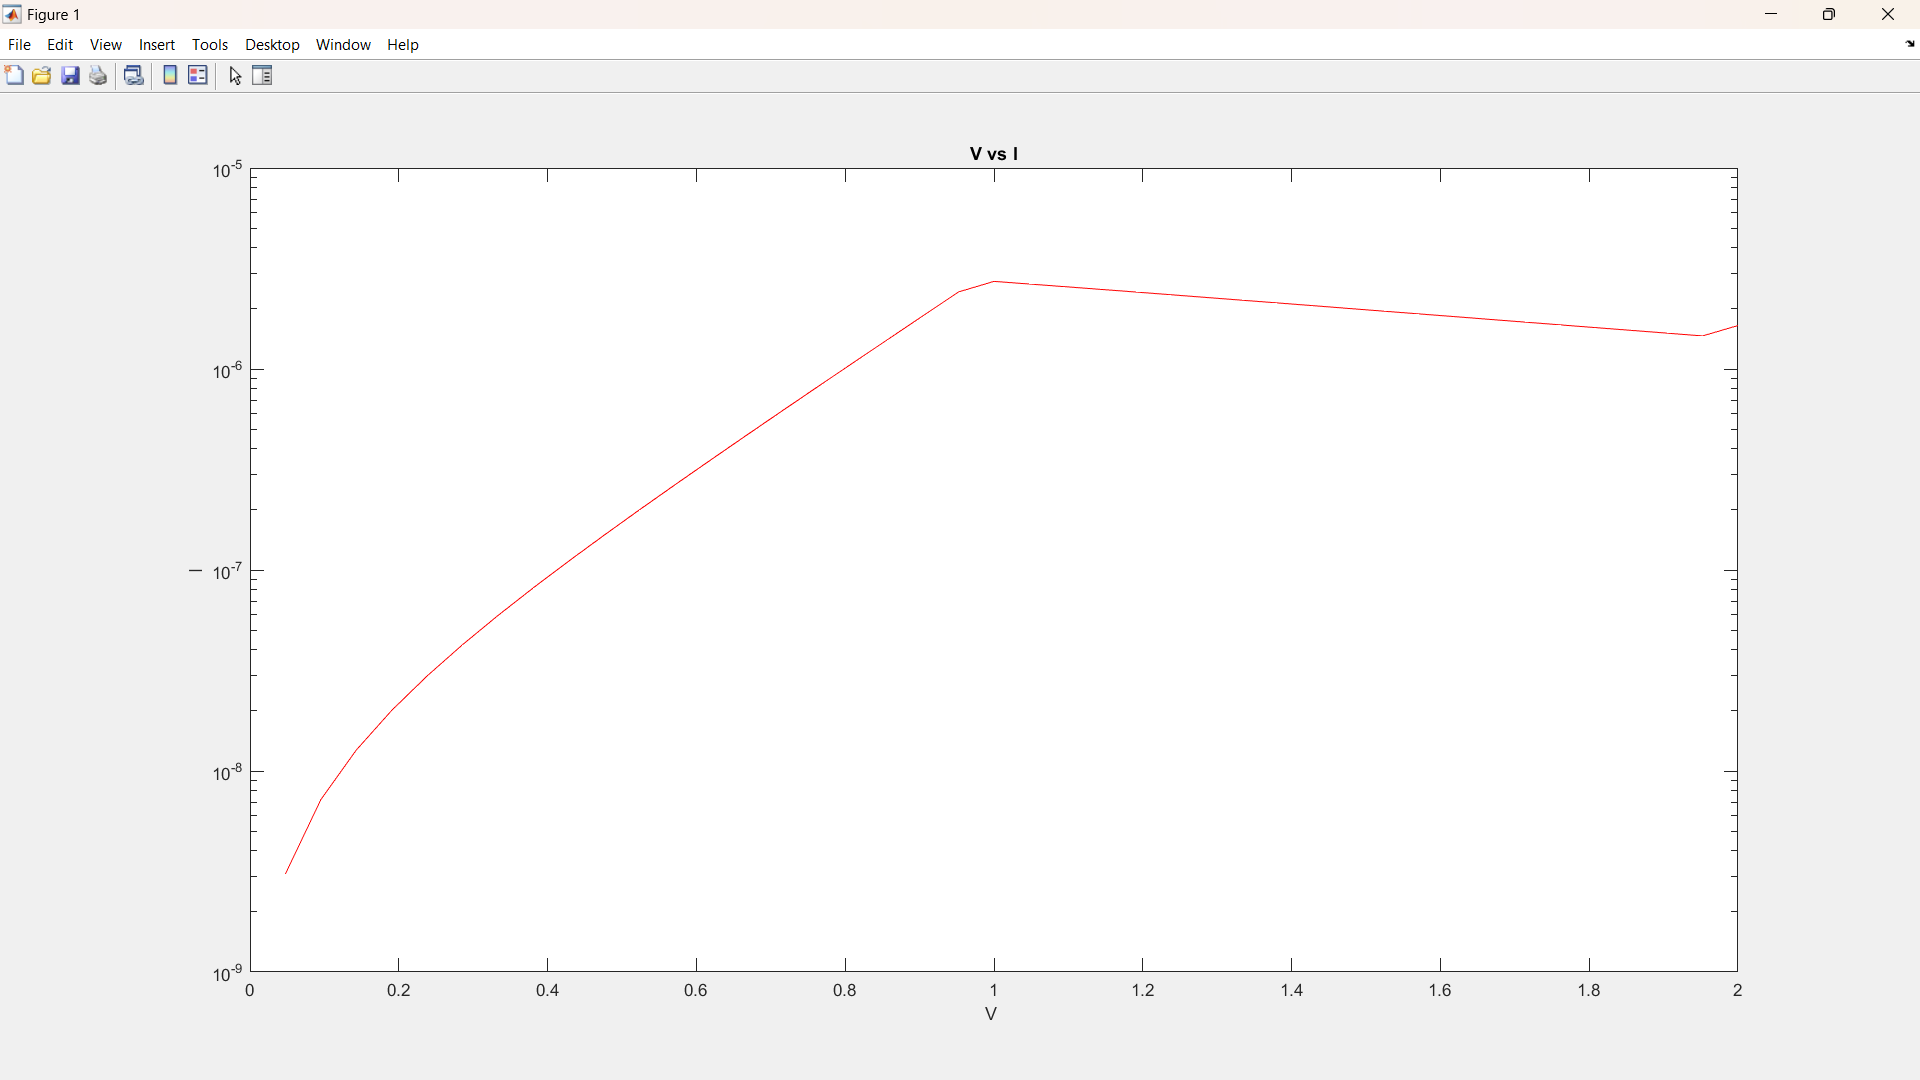 Figure 1
File Edit View Insert Tools Desktop Window Help
V vs I
10^-5
10^-6
10^-7
10^-8
10^-9
I
0 0.2 0.4 0.6 0.8 1 1.2 1.4 1.6 1.8 2
V